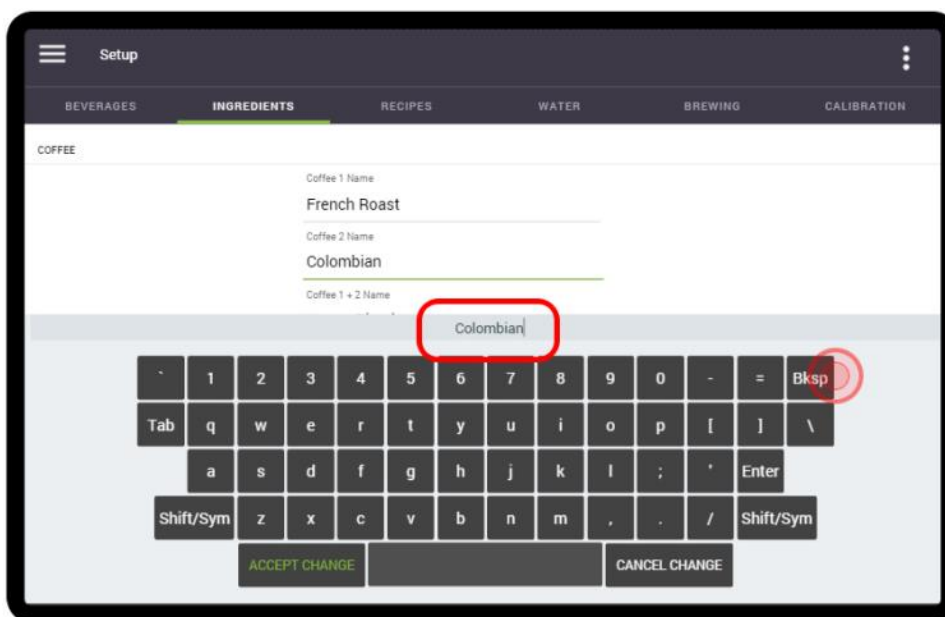 Setup
BEVERAGES INGREDIENTS RECIPES WATER BREWING CALIBRATION
COFFEE
Coffee 1 Name
French Roast
Coffee 2 Name
Colombian
Coffee 1 + 2 Name
Colombian
` 1 2 3 4 5 6 7 8 9 0 - = Bksp
Tab q w e r t y u i o p [ ] \
a s d f g h j k l ; ' Enter
Shift/Sym z x c v b n m , . / Shift/Sym
ACCEPT CHANGE CANCEL CHANGE